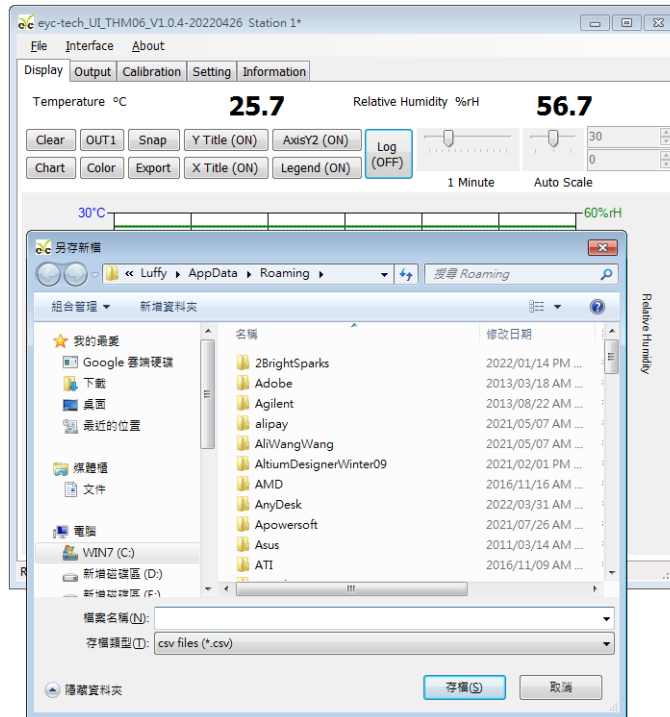 eyc-tech_UI_THM06_V1.0.4-20220426 Station 1*
File Interface About
Display Output Calibration Setting Information
Temperature °C 25.7 Relative Humidity %rH 56.7
Clear OUT1 Snap Y Title (ON) AxisY2 (ON) Log (OFF) 30
Chart Color Export X Title (ON) Legend (ON) 0
1 Minute Auto Scale
30°C 60%rH
Relative Humidity
另存新檔
« Luffy ▸ AppData ▸ Roaming ▸ 搜尋 Roaming
組合管理 ▼ 新增資料夾
我的最愛
Google 雲端硬碟
下載
桌面
最近的位置
媒體櫃
文件
電腦
WIN7 (C:)
新增磁碟區 (D:)
新增磁碟區 (E:)
名稱 修改日期
2BrightSparks 2022/01/14 PM ...
Adobe 2013/03/18 AM ...
Agilent 2013/08/22 AM ...
alipay 2021/05/07 AM ...
AliWangWang 2021/05/07 AM ...
AltiumDesignerWinter09 2021/02/01 PM ...
AMD 2016/11/16 AM ...
AnyDesk 2022/03/31 AM ...
Apowersoft 2021/07/26 AM ...
Asus 2011/03/14 AM ...
ATI 2016/11/09 AM ...
檔案名稱(N):
存檔類型(T): csv files (*.csv)
隱藏資料夾 存檔(S) 取消